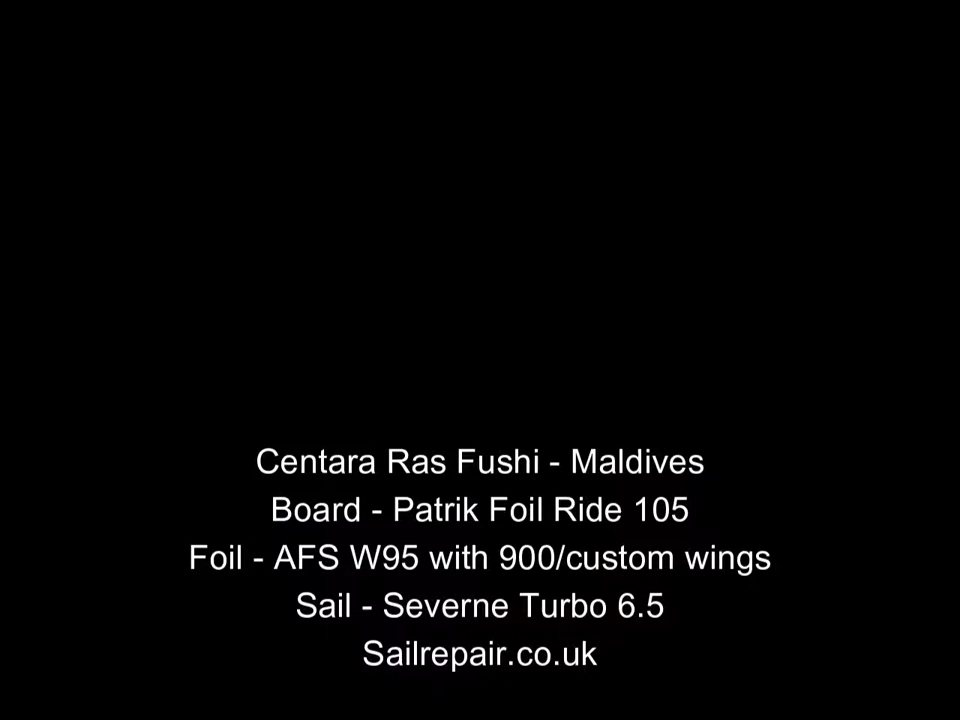 Centara Ras Fushi - Maldives
Board - Patrik Foil Ride 105
Foil - AFS W95 with 900/custom wings
Sail - Severne Turbo 6.5
Sailrepair.co.uk